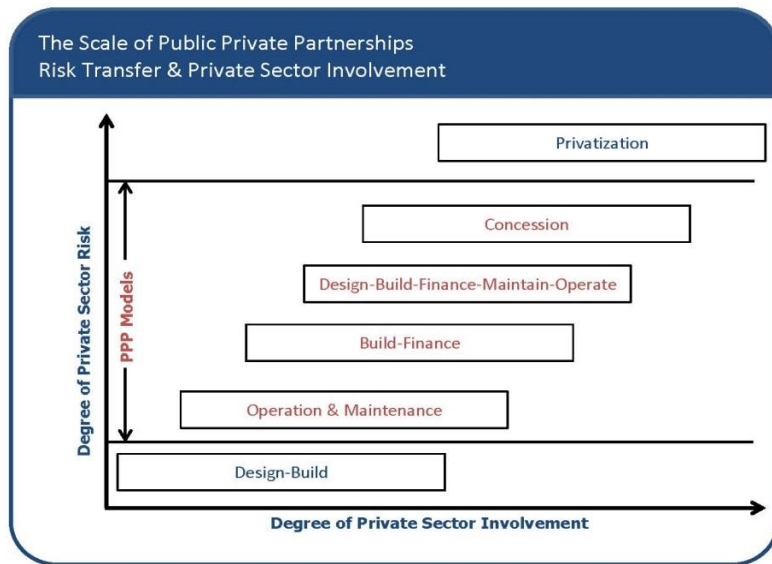 The Scale of Public Private Partnerships
Risk Transfer & Private Sector Involvement
Privatization
Concession
Design-Build-Finance-Maintain-Operate
Build-Finance
Operation & Maintenance
Design-Build
PPP Models
Degree of Private Sector Risk
Degree of Private Sector Involvement